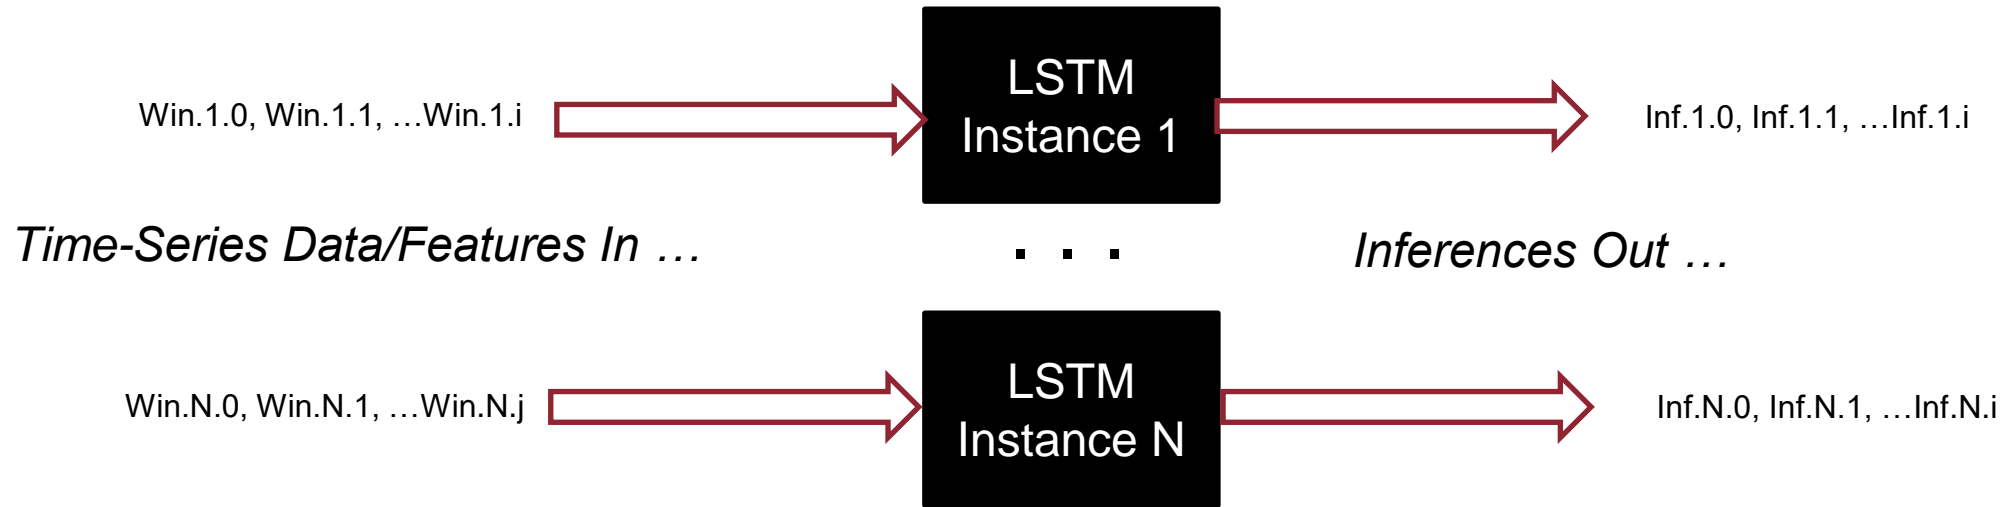 LSTM
Instance 1
Win.1.0, Win.1.1, …Win.1.i
Inf.1.0, Inf.1.1, …Inf.1.i
Time-Series Data/Features In …
. . .
Inferences Out …
LSTM
Instance N
Win.N.0, Win.N.1, …Win.N.j
Inf.N.0, Inf.N.1, …Inf.N.i